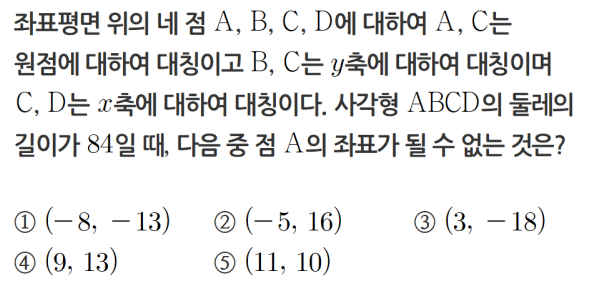 좌표평면 위의 네 점 A, B, C, D에 대하여 A, C는
원점에 대하여 대칭이고 B, C는 y축에 대하여 대칭이며
C, D는 x축에 대하여 대칭이다. 사각형 ABCD의 둘레의
길이가 84일 때, 다음 중 점 A의 좌표가 될 수 없는 것은?
① (−8, −13) ② (−5, 16) ③ (3, −18)
④ (9, 13) ⑤ (11, 10)